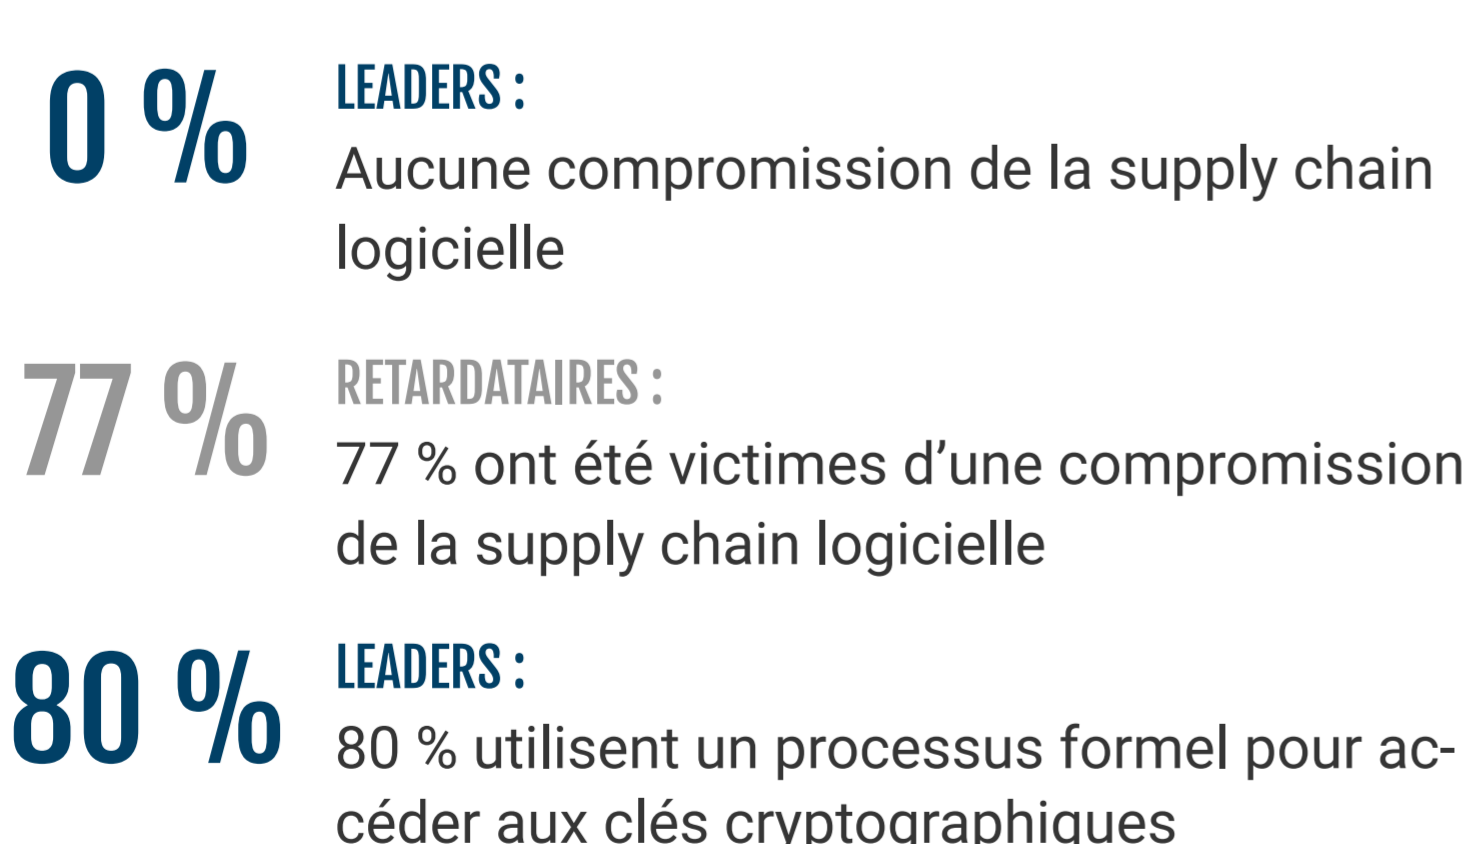 0 %
LEADERS :
Aucune compromission de la supply chain
logicielle
77 %
RETARDATAIRES :
77 % ont été victimes d’une compromission
de la supply chain logicielle
80 %
LEADERS :
80 % utilisent un processus formel pour ac-
céder aux clés cryptographiques